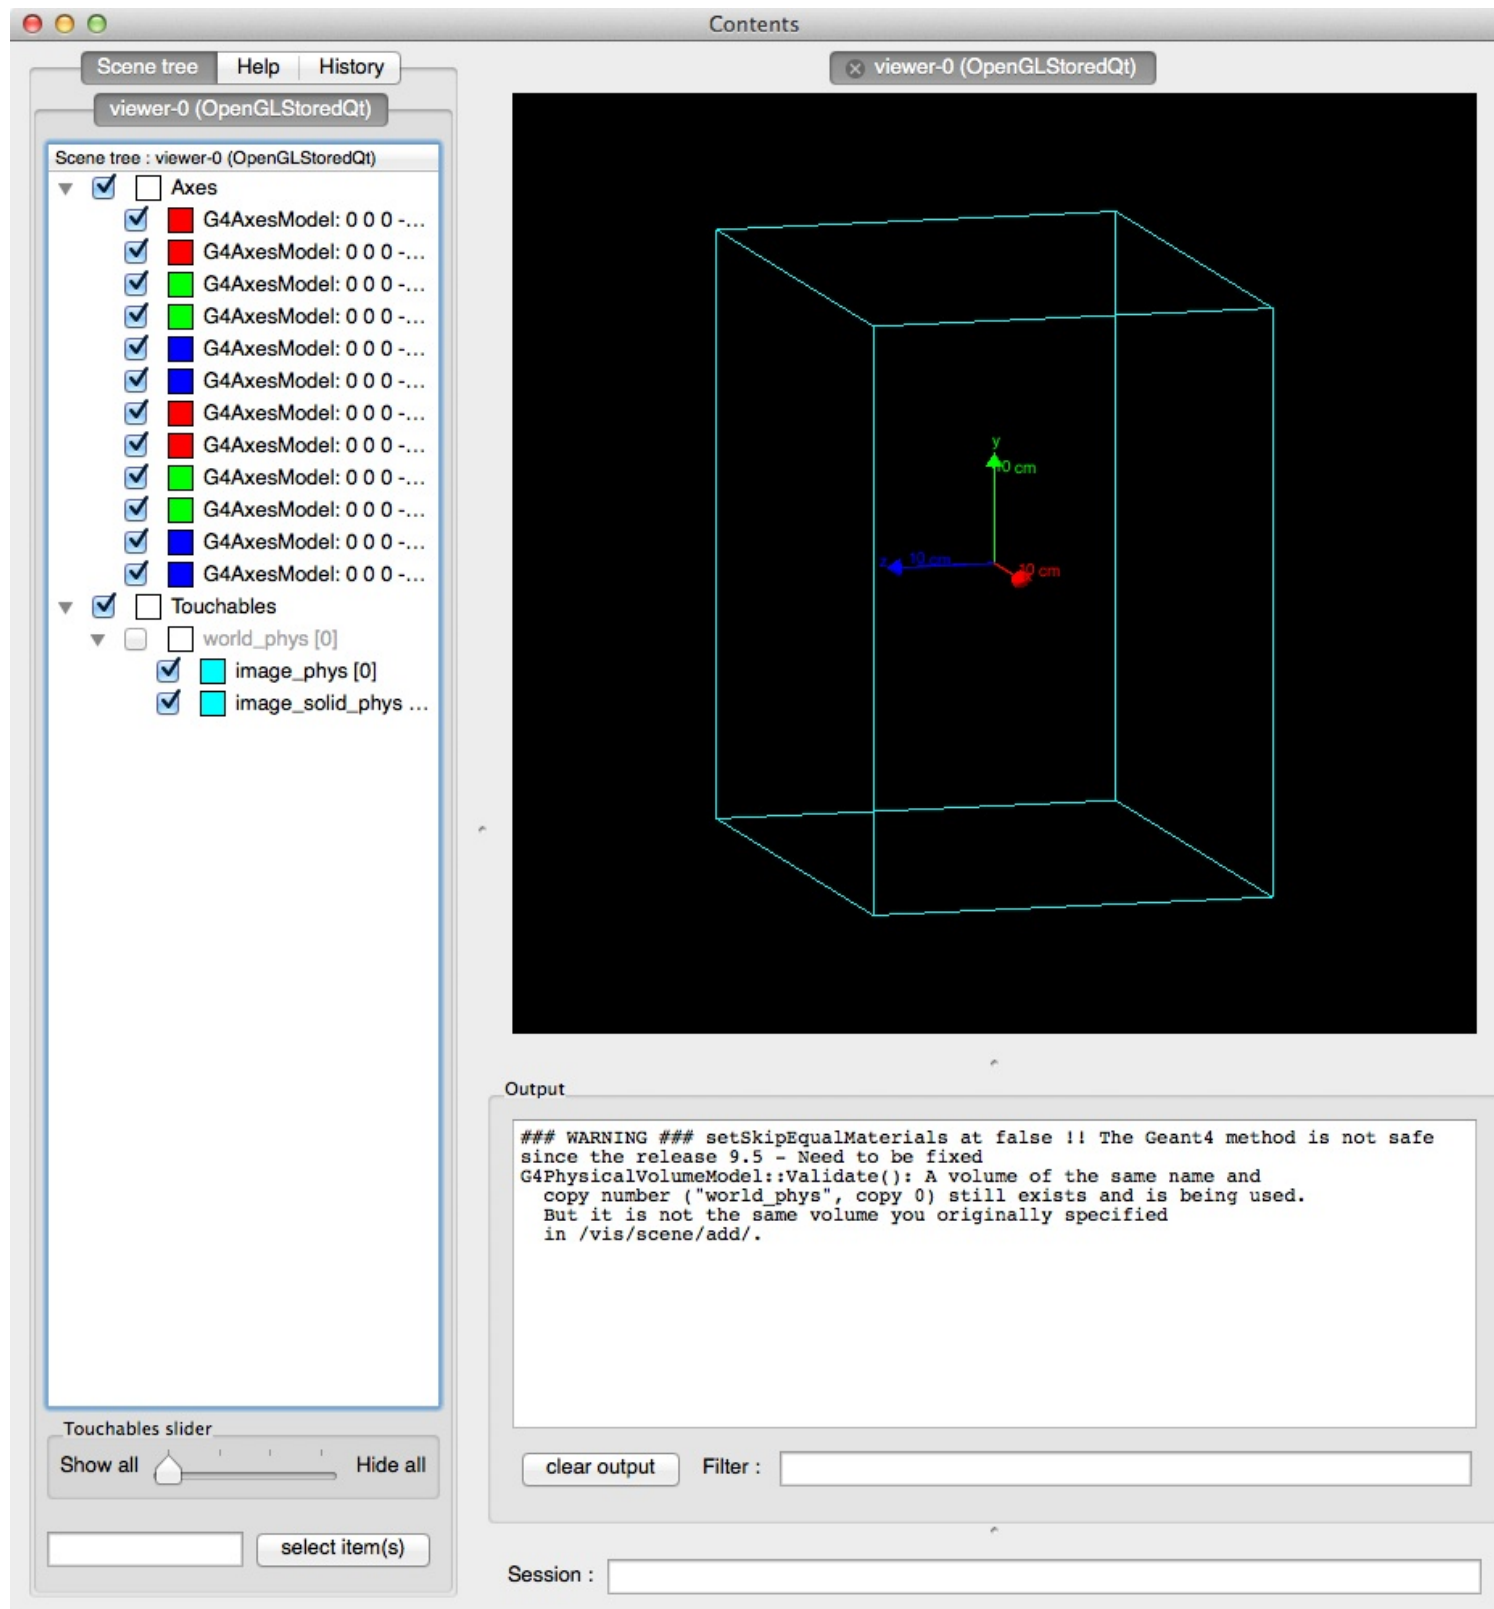 Contents
Scene tree
Help
History
viewer-0 (OpenGLStoredQt)
Scene tree : viewer-0 (OpenGLStoredQt)
Axes
G4AxesModel: 0 0 0 -...
G4AxesModel: 0 0 0 -...
G4AxesModel: 0 0 0 -...
G4AxesModel: 0 0 0 -...
G4AxesModel: 0 0 0 -...
G4AxesModel: 0 0 0 -...
G4AxesModel: 0 0 0 -...
G4AxesModel: 0 0 0 -...
G4AxesModel: 0 0 0 -...
G4AxesModel: 0 0 0 -...
G4AxesModel: 0 0 0 -...
G4AxesModel: 0 0 0 -...
Touchables
world_phys [0]
image_phys [0]
image_solid_phys ...
Touchables slider
Show all
Hide all
select item(s)
viewer-0 (OpenGLStoredQt)
y
10 cm
z
10 cm
10 cm
Output
### WARNING ### setSkipEqualMaterials at false !! The Geant4 method is not safe
since the release 9.5 - Need to be fixed
G4PhysicalVolumeModel::Validate(): A volume of the same name and
copy number ("world_phys", copy 0) still exists and is being used.
But it is not the same volume you originally specified
in /vis/scene/add/.
clear output
Filter :
Session :